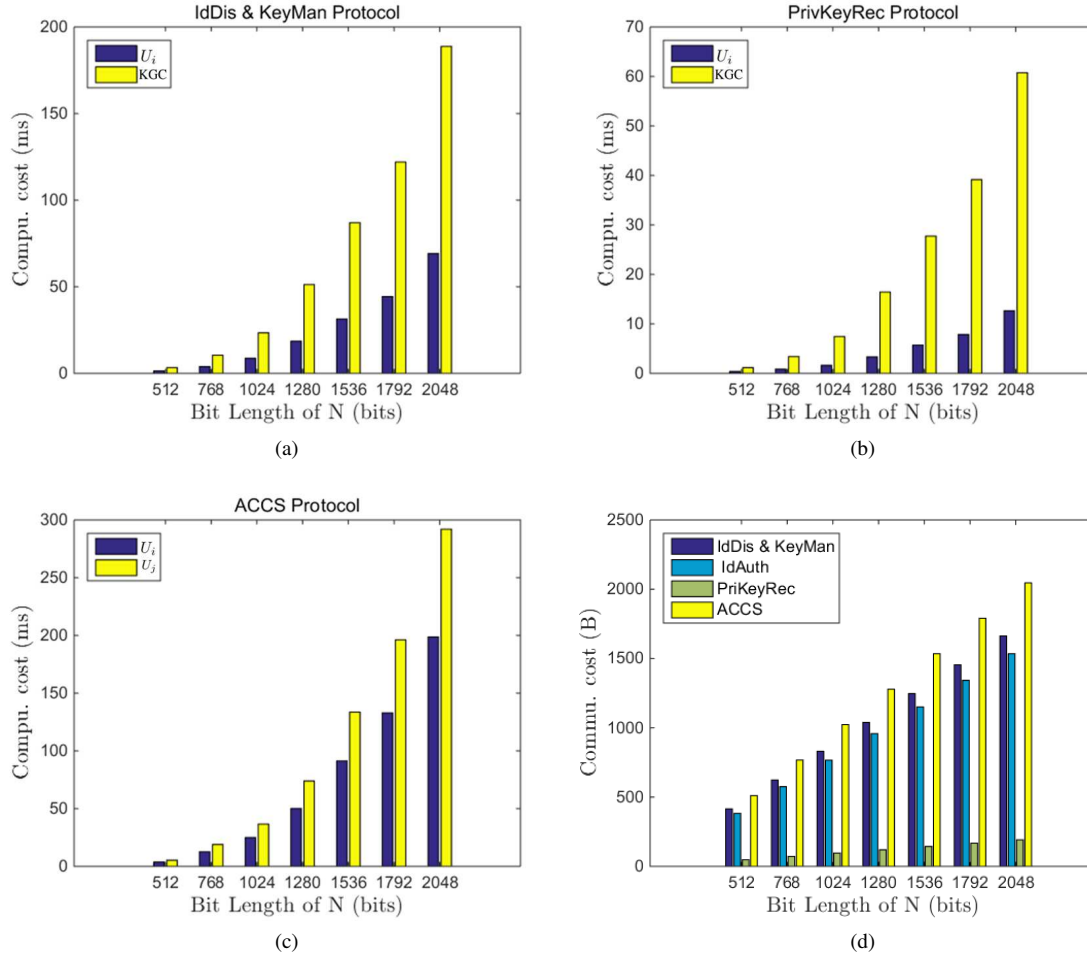 IdDis & KeyMan Protocol
200
150
100
50
0
Compu. cost (ms)
U_i
KGC
512 768 1024 1280 1536 1792 2048
Bit Length of N (bits)
(a)
PrivKeyRec Protocol
70
60
50
40
30
20
10
0
Compu. cost (ms)
U_i
KGC
512 768 1024 1280 1536 1792 2048
Bit Length of N (bits)
(b)
ACCS Protocol
300
250
200
150
100
50
0
Compu. cost (ms)
U_i
U_j
512 768 1024 1280 1536 1792 2048
Bit Length of N (bits)
(c)
2500
2000
1500
1000
500
0
Commu. cost (B)
IdDis & KeyMan
IdAuth
PriKeyRec
ACCS
512 768 1024 1280 1536 1792 2048
Bit Length of N (bits)
(d)